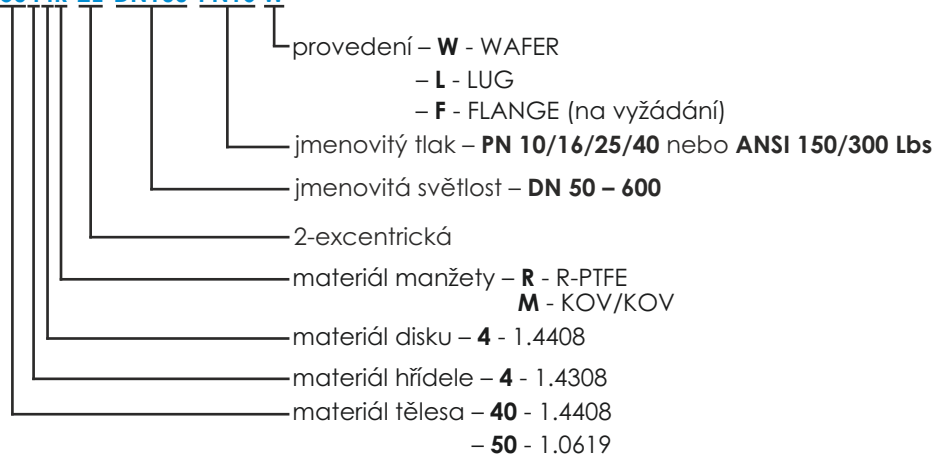 provedení – W - WAFER
– L - LUG
– F - FLANGE (na vyžádání)
jmenovitý tlak – PN 10/16/25/40 nebo ANSI 150/300 Lbs
jmenovitá světlost – DN 50 – 600
2-excentrická
materiál manžety – R - R-PTFE
M - KOV/KOV
materiál disku – 4 - 1.4408
materiál hřídele – 4 - 1.4308
materiál tělesa – 40 - 1.4408
– 50 - 1.0619